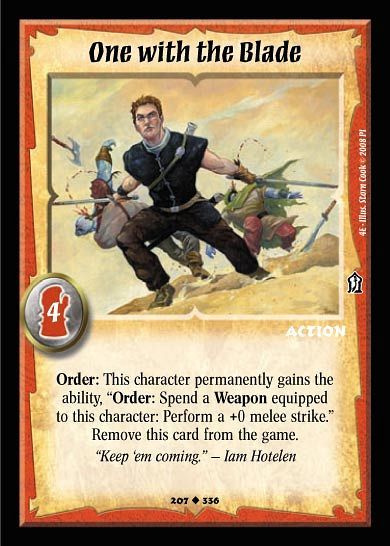 One with the Blade
4E • Illus. Storn Cook © 2008 PI
4
ACTION
Order: This character permanently gains the
ability, “Order: Spend a Weapon equipped
to this character: Perform a +0 melee strike.”
Remove this card from the game.
“Keep ’em coming.” – Iam Hotelen
207 ◆ 336